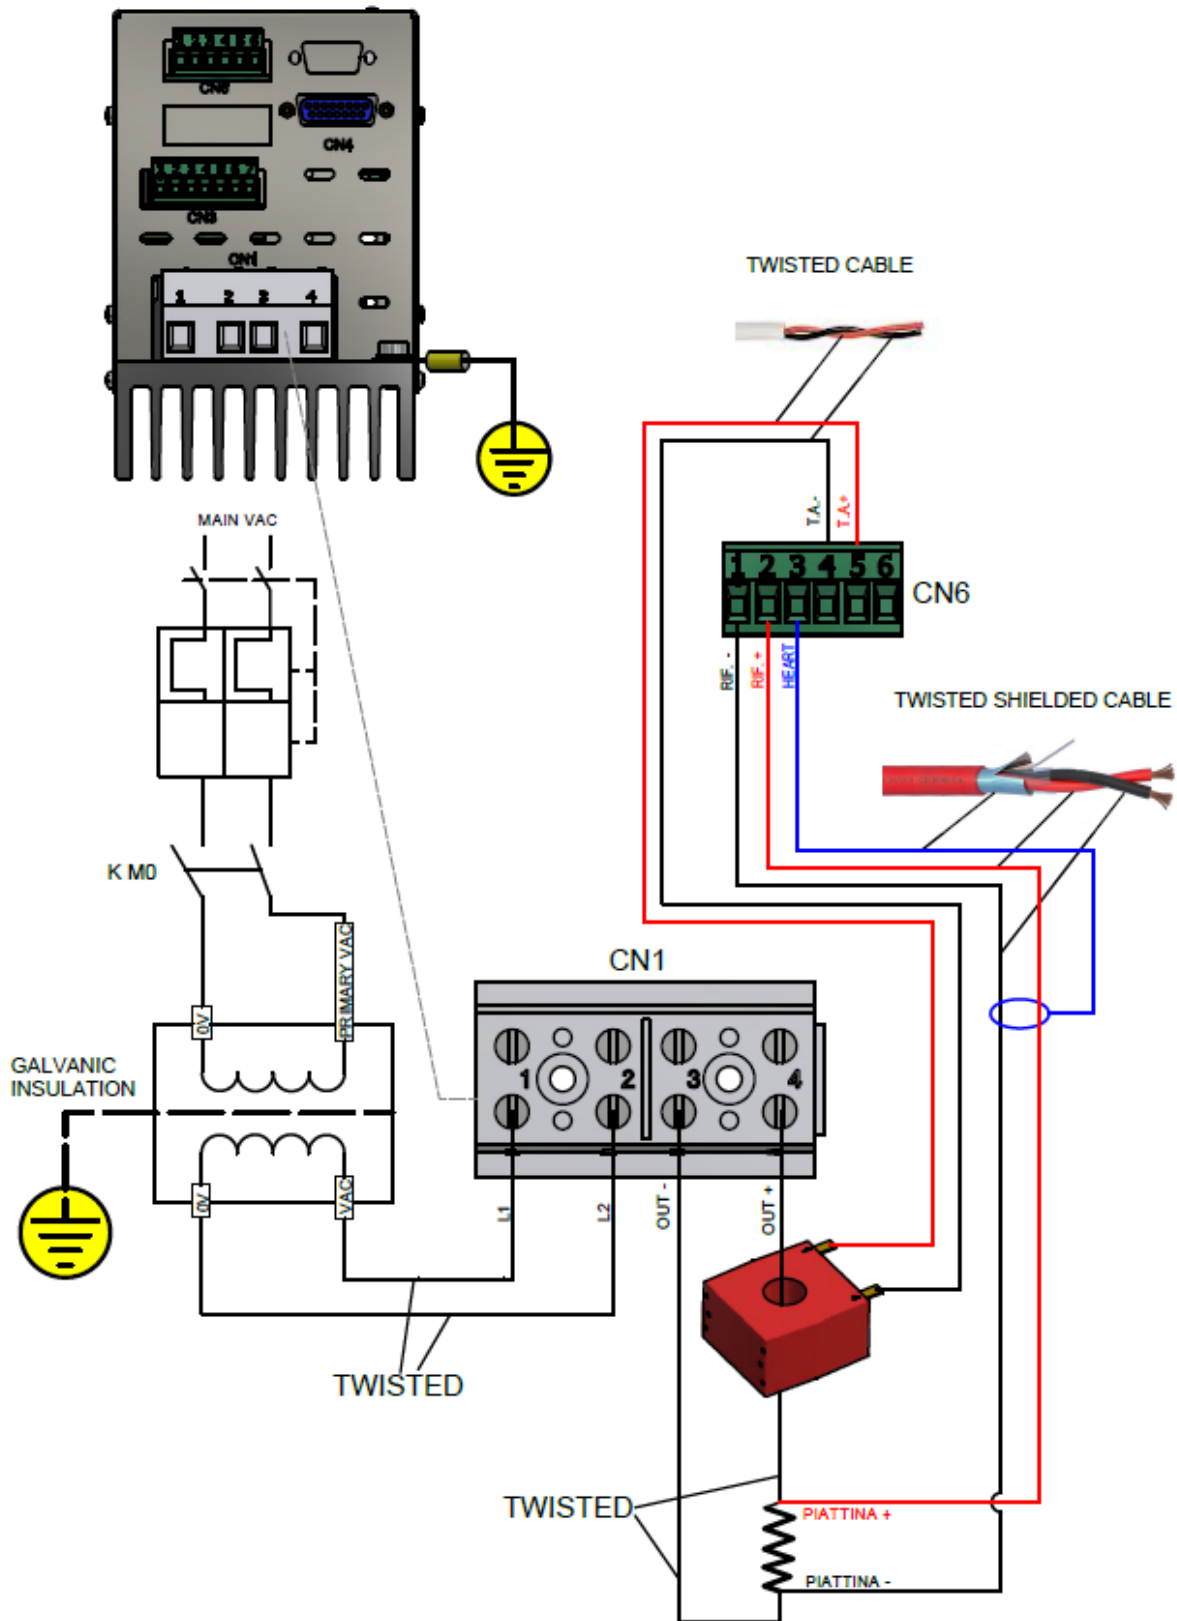 CN6
CN4
CN3
CN1
1 2 3 4
TWISTED CABLE
MAIN VAC
T.A.-
T.A.+
1 2 3 4 5 6
CN6
RIF. -
RIF. +
HEART
TWISTED SHIELDED CABLE
K M0
PRIMARY VAC
0V
CN1
GALVANIC
INSULATION
1 2 3 4
0V
VAC
L1
L2
OUT -
OUT +
TWISTED
TWISTED
PIATTINA +
PIATTINA -